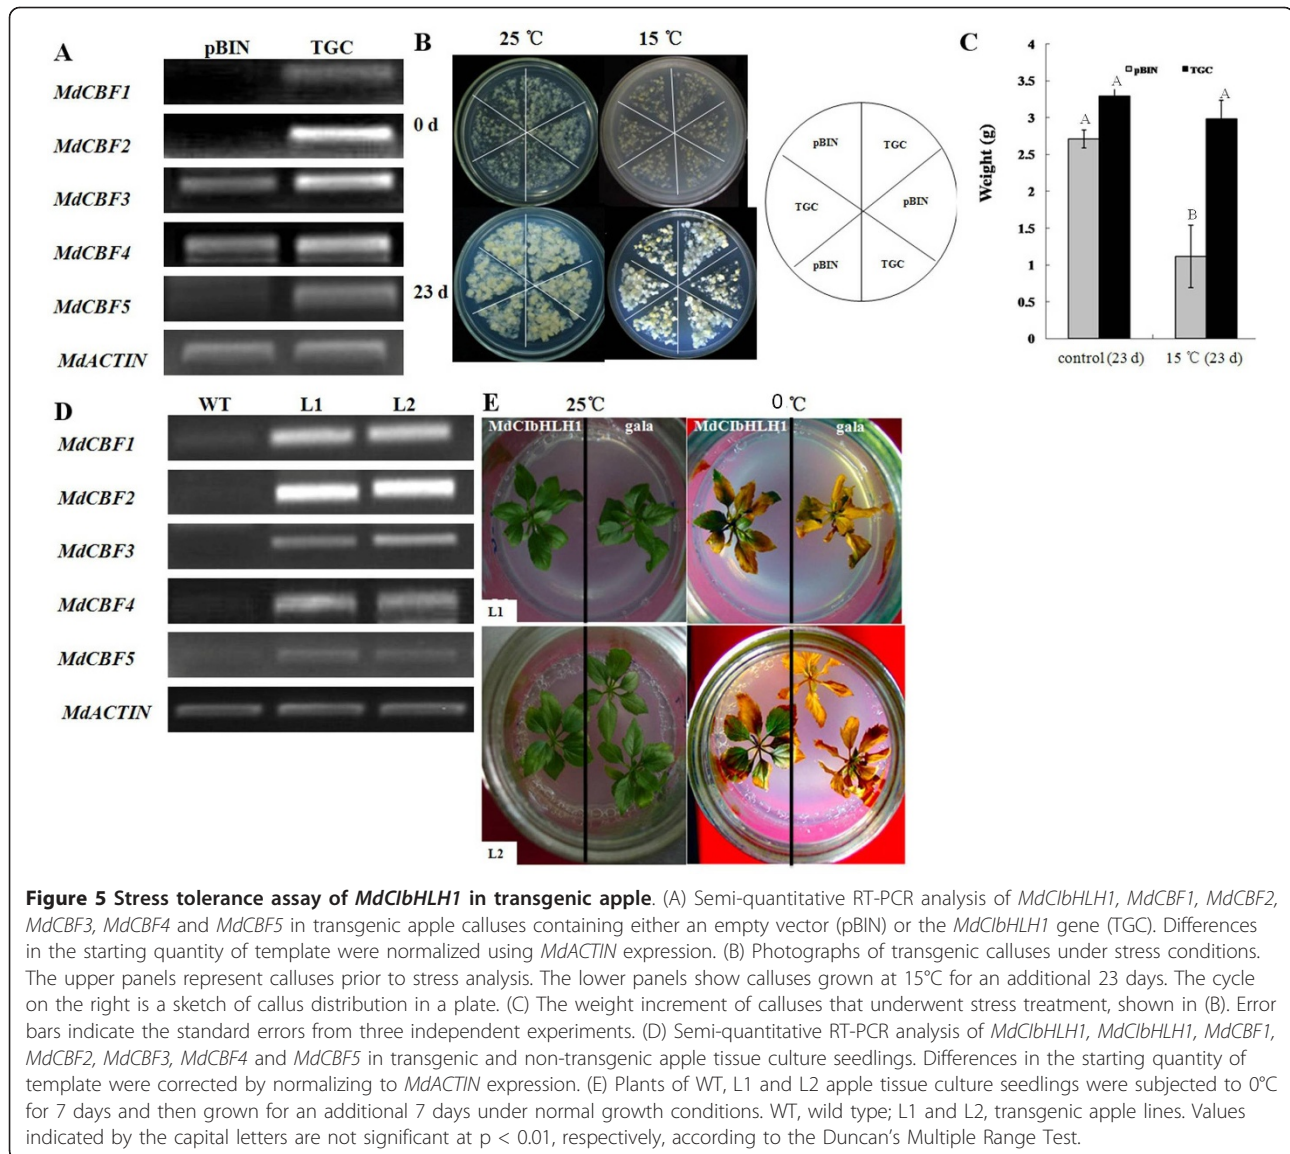 A
pBIN TGC
MdCBF1
MdCBF2
MdCBF3
MdCBF4
MdCBF5
MdACTIN
B
25 ℃ 15 ℃
0 d
23 d
pBIN TGC
TGC pBIN
pBIN TGC
C
Weight (g)
4
3.5
3
2.5
2
1.5
1
0.5
0
pBIN TGC
A A B A
control (23 d) 15 ℃ (23 d)
D
WT L1 L2
MdCBF1
MdCBF2
MdCBF3
MdCBF4
MdCBF5
MdACTIN
E
25℃ 0 ℃
MdCIbHLH1 gala MdCIbHLH1 gala
L1
L2
Figure 5 Stress tolerance assay of MdCIbHLH1 in transgenic apple. (A) Semi-quantitative RT-PCR analysis of MdCIbHLH1, MdCBF1, MdCBF2,
MdCBF3, MdCBF4 and MdCBF5 in transgenic apple calluses containing either an empty vector (pBIN) or the MdCIbHLH1 gene (TGC). Differences
in the starting quantity of template were normalized using MdACTIN expression. (B) Photographs of transgenic calluses under stress conditions.
The upper panels represent calluses prior to stress analysis. The lower panels show calluses grown at 15°C for an additional 23 days. The cycle
on the right is a sketch of callus distribution in a plate. (C) The weight increment of calluses that underwent stress treatment, shown in (B). Error
bars indicate the standard errors from three independent experiments. (D) Semi-quantitative RT-PCR analysis of MdCIbHLH1, MdCIbHLH1, MdCBF1,
MdCBF2, MdCBF3, MdCBF4 and MdCBF5 in transgenic and non-transgenic apple tissue culture seedlings. Differences in the starting quantity of
template were corrected by normalizing to MdACTIN expression. (E) Plants of WT, L1 and L2 apple tissue culture seedlings were subjected to 0°C
for 7 days and then grown for an additional 7 days under normal growth conditions. WT, wild type; L1 and L2, transgenic apple lines. Values
indicated by the capital letters are not significant at p < 0.01, respectively, according to the Duncan's Multiple Range Test.